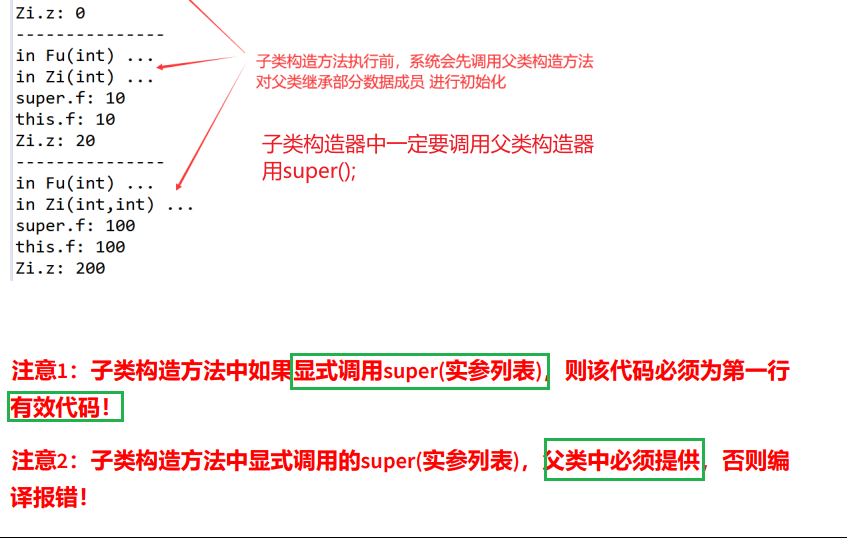 Zi.z: 0
---------------
in Fu(int) ...
in Zi(int) ...
super.f: 10
this.f: 10
Zi.z: 20
---------------
in Fu(int) ...
in Zi(int,int) ...
super.f: 100
this.f: 100
Zi.z: 200
子类构造方法执行前，系统会先调用父类构造方法
对父类继承部分数据成员 进行初始化
子类构造器中一定要调用父类构造器
用super();
注意1：子类构造方法中如果显式调用super(实参列表)，则该代码必须为第一行
有效代码！
注意2：子类构造方法中显式调用的super(实参列表)，父类中必须提供，否则编
译报错！